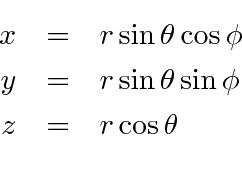 x = r sin θ cos ϕ
y = r sin θ sin ϕ
z = r cos θ